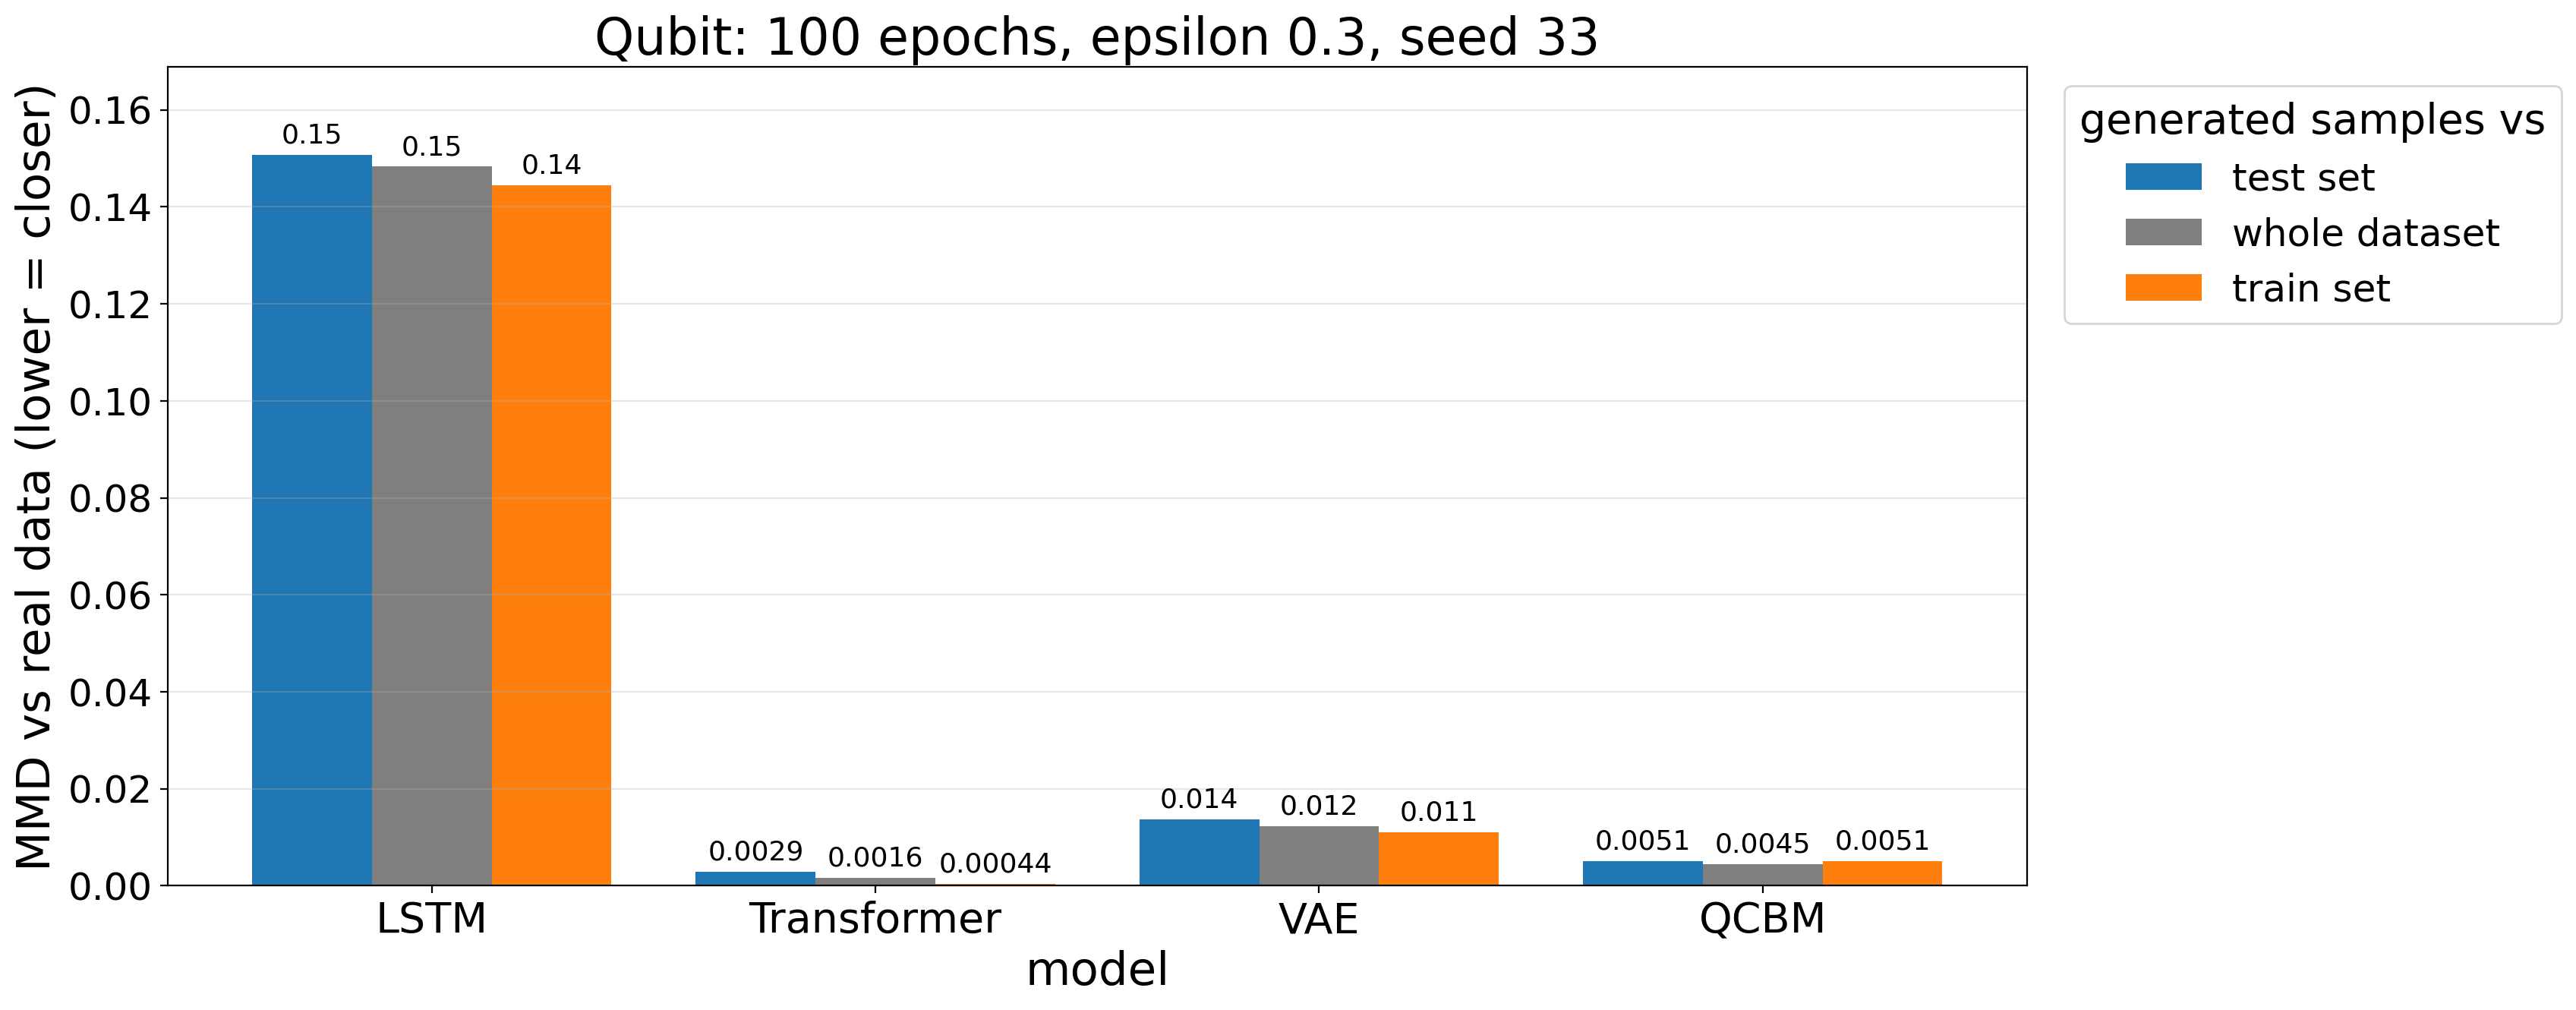 Qubit: 100 epochs, epsilon 0.3, seed 33
MMD vs real data (lower = closer)
0.16
0.14
0.12
0.10
0.08
0.06
0.04
0.02
0.00
0.15
0.15
0.14
0.0029
0.0016
0.00044
0.014
0.012
0.011
0.0051
0.0045
0.0051
LSTM
Transformer
VAE
QCBM
model
generated samples vs
test set
whole dataset
train set